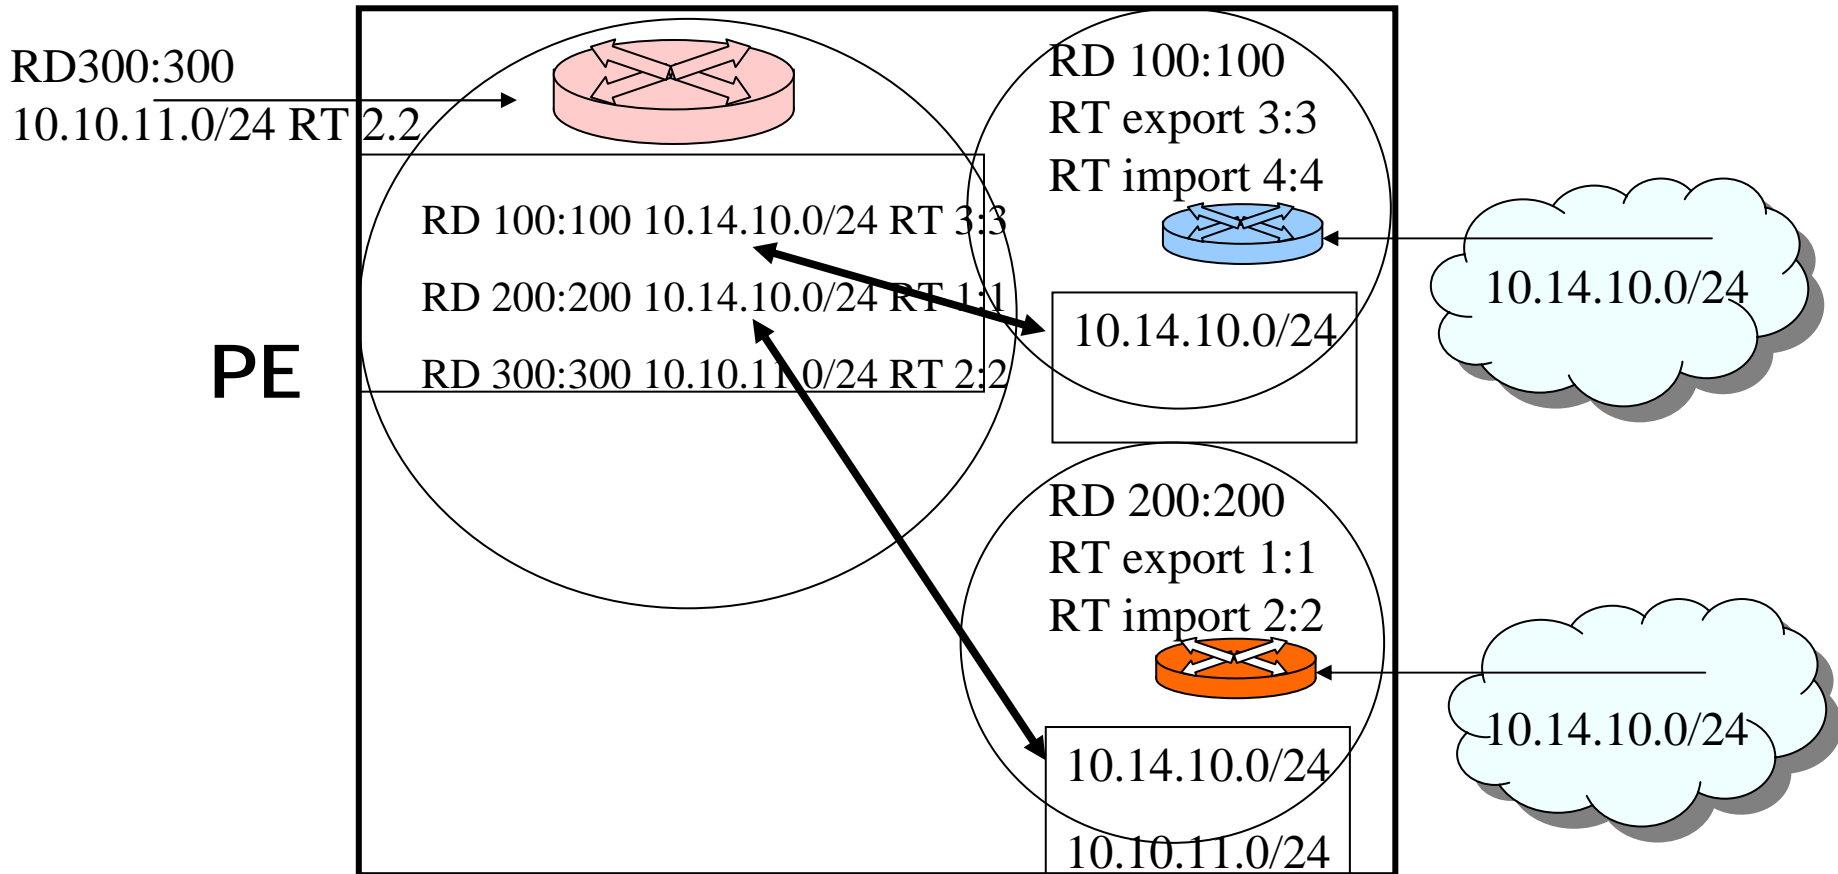 RD300:300
10.10.11.0/24 RT 2.2
PE
RD 100:100 10.14.10.0/24 RT 3:3
RD 200:200 10.14.10.0/24 RT 1:1
RD 300:300 10.10.11.0/24 RT 2:2
RD 100:100
RT export 3:3
RT import 4:4
10.14.10.0/24
10.14.10.0/24
RD 200:200
RT export 1:1
RT import 2:2
10.14.10.0/24
10.10.11.0/24
10.14.10.0/24